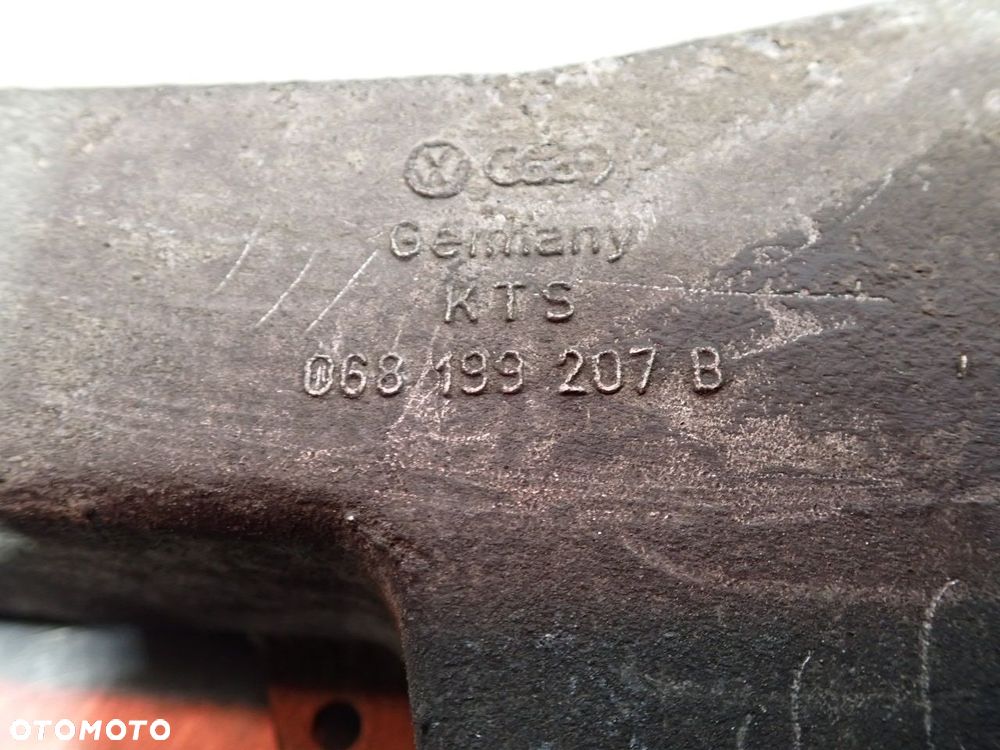 Germany
KTS
068 199 207 B
OTOMOTO